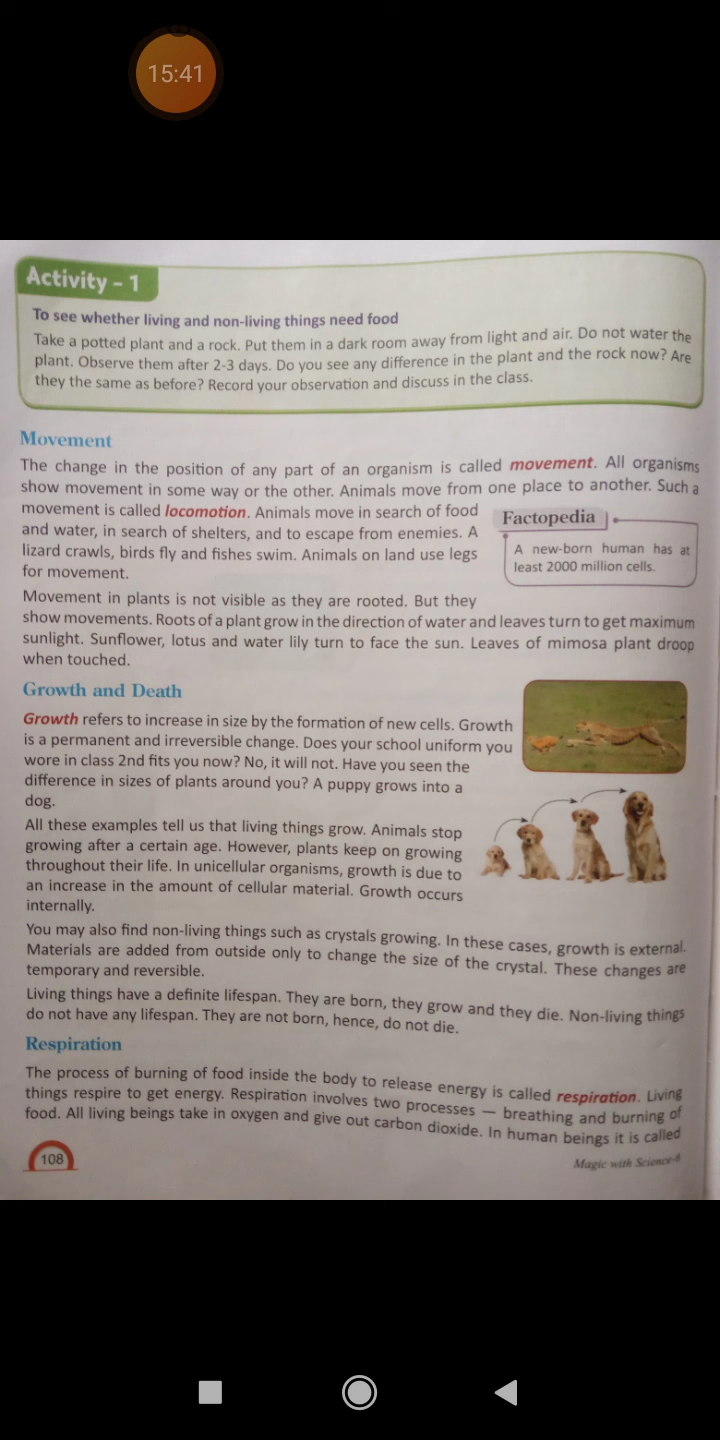 15:41
Activity - 1
To see whether living and non-living things need food
Take a potted plant and a rock. Put them in a dark room away from light and air. Do not water the
plant. Observe them after 2-3 days. Do you see any difference in the plant and the rock now? Are
they the same as before? Record your observation and discuss in the class.
Movement
The change in the position of any part of an organism is called movement. All organisms
show movement in some way or the other. Animals move from one place to another. Such a
movement is called locomotion. Animals move in search of food
and water, in search of shelters, and to escape from enemies. A
lizard crawls, birds fly and fishes swim. Animals on land use legs
for movement.
Factopedia
A new-born human has at
least 2000 million cells.
Movement in plants is not visible as they are rooted. But they
show movements. Roots of a plant grow in the direction of water and leaves turn to get maximum
sunlight. Sunflower, lotus and water lily turn to face the sun. Leaves of mimosa plant droop
when touched.
Growth and Death
Growth refers to increase in size by the formation of new cells. Growth
is a permanent and irreversible change. Does your school uniform you
wore in class 2nd fits you now? No, it will not. Have you seen the
difference in sizes of plants around you? A puppy grows into a
dog.
All these examples tell us that living things grow. Animals stop
growing after a certain age. However, plants keep on growing
throughout their life. In unicellular organisms, growth is due to
an increase in the amount of cellular material. Growth occurs
internally.
You may also find non-living things such as crystals growing. In these cases, growth is external.
Materials are added from outside only to change the size of the crystal. These changes are
temporary and reversible.
Living things have a definite lifespan. They are born, they grow and they die. Non-living things
do not have any lifespan. They are not born, hence, do not die.
Respiration
The process of burning of food inside the body to release energy is called respiration. Living
things respire to get energy. Respiration involves two processes — breathing and burning of
food. All living beings take in oxygen and give out carbon dioxide. In human beings it is called
108
Magic with Science-6